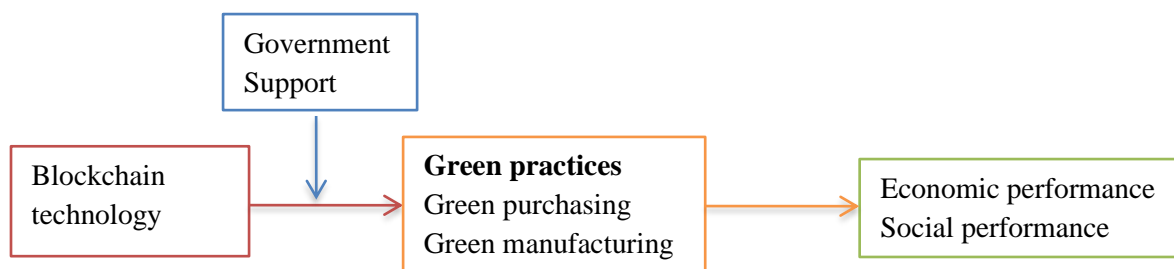 Government
Support
Blockchain
technology
Green practices
Green purchasing
Green manufacturing
Economic performance
Social performance